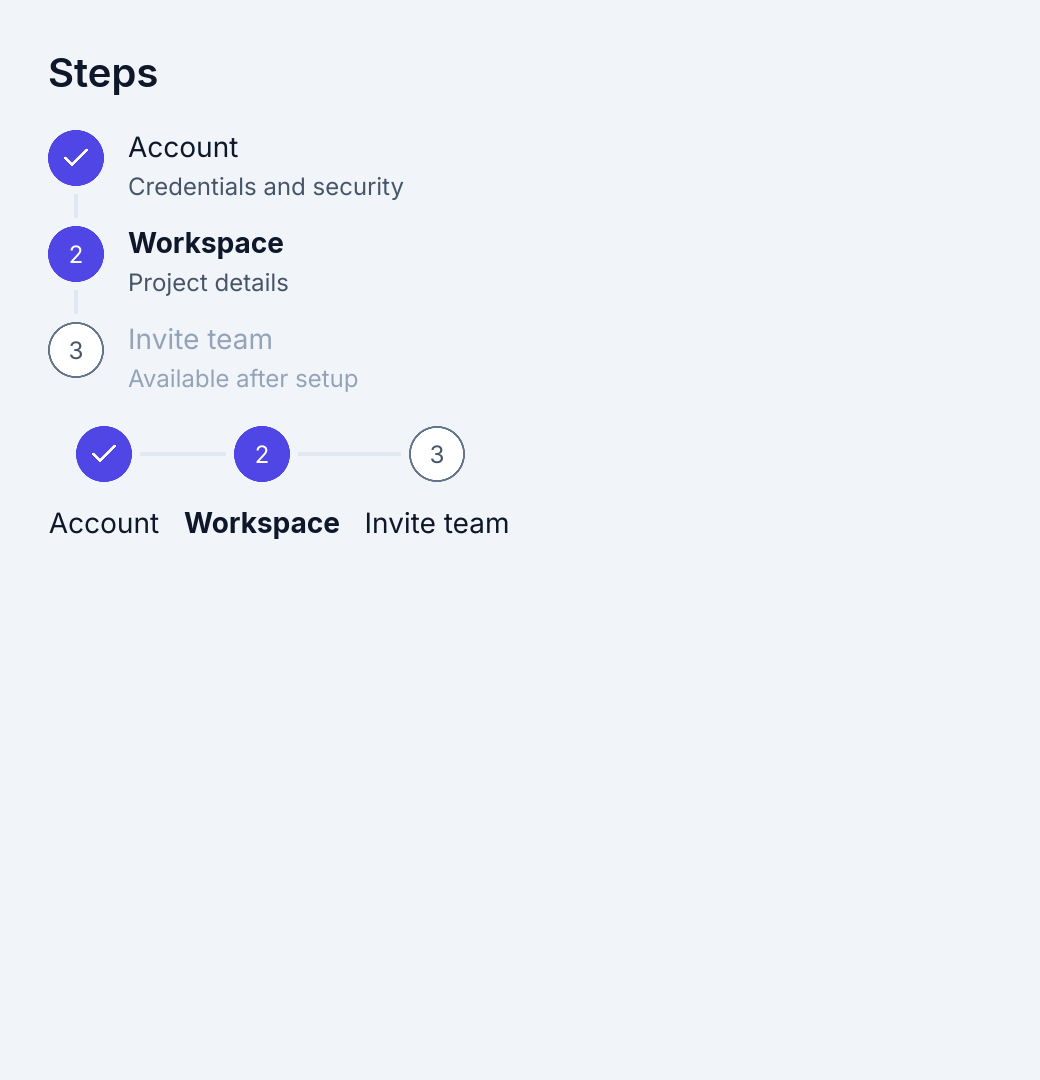 Steps
Account
Credentials and security
2
Workspace
Project details
3
Invite team
Available after setup
2
3
Account
Workspace
Invite team